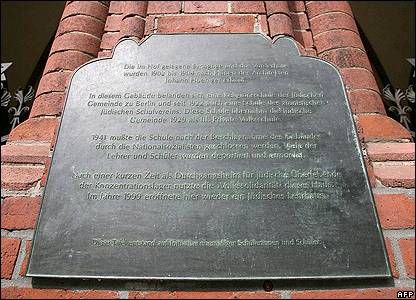 Die im Hof gelegene Synagoge und die Vorderhäuser
wurden 1902 bis 1904 nach Plänen des Architekten
Johann Hoeniger erbaut.
In diesem Gebäude befanden sich eine Religionsschule der Jüdischen
Gemeinde zu Berlin und seit 1922 auch eine Schule des zionistischen
Jüdischen Schulvereins. Diese Schule übernahm die Jüdische
Gemeinde 1925 als III. Private Volksschule.
1941 mußte die Schule nach der Beschlagnahme des Gebäudes
durch die Nationalsozialisten geschlossen werden. Viele der
Lehrer und Schüler wurden deportiert und ermordet.
Nach einer kurzen Zeit als Durchgangsheim für jüdische Überlebende
der Konzentrationslager nutzte die Volkssolidarität dieses Haus.
Im Jahre 1999 eröffnete hier wieder ein Jüdisches Lehrhaus.
Diese Tafel entstand auf Initiative ehemaliger Schülerinnen und Schüler.
AFP